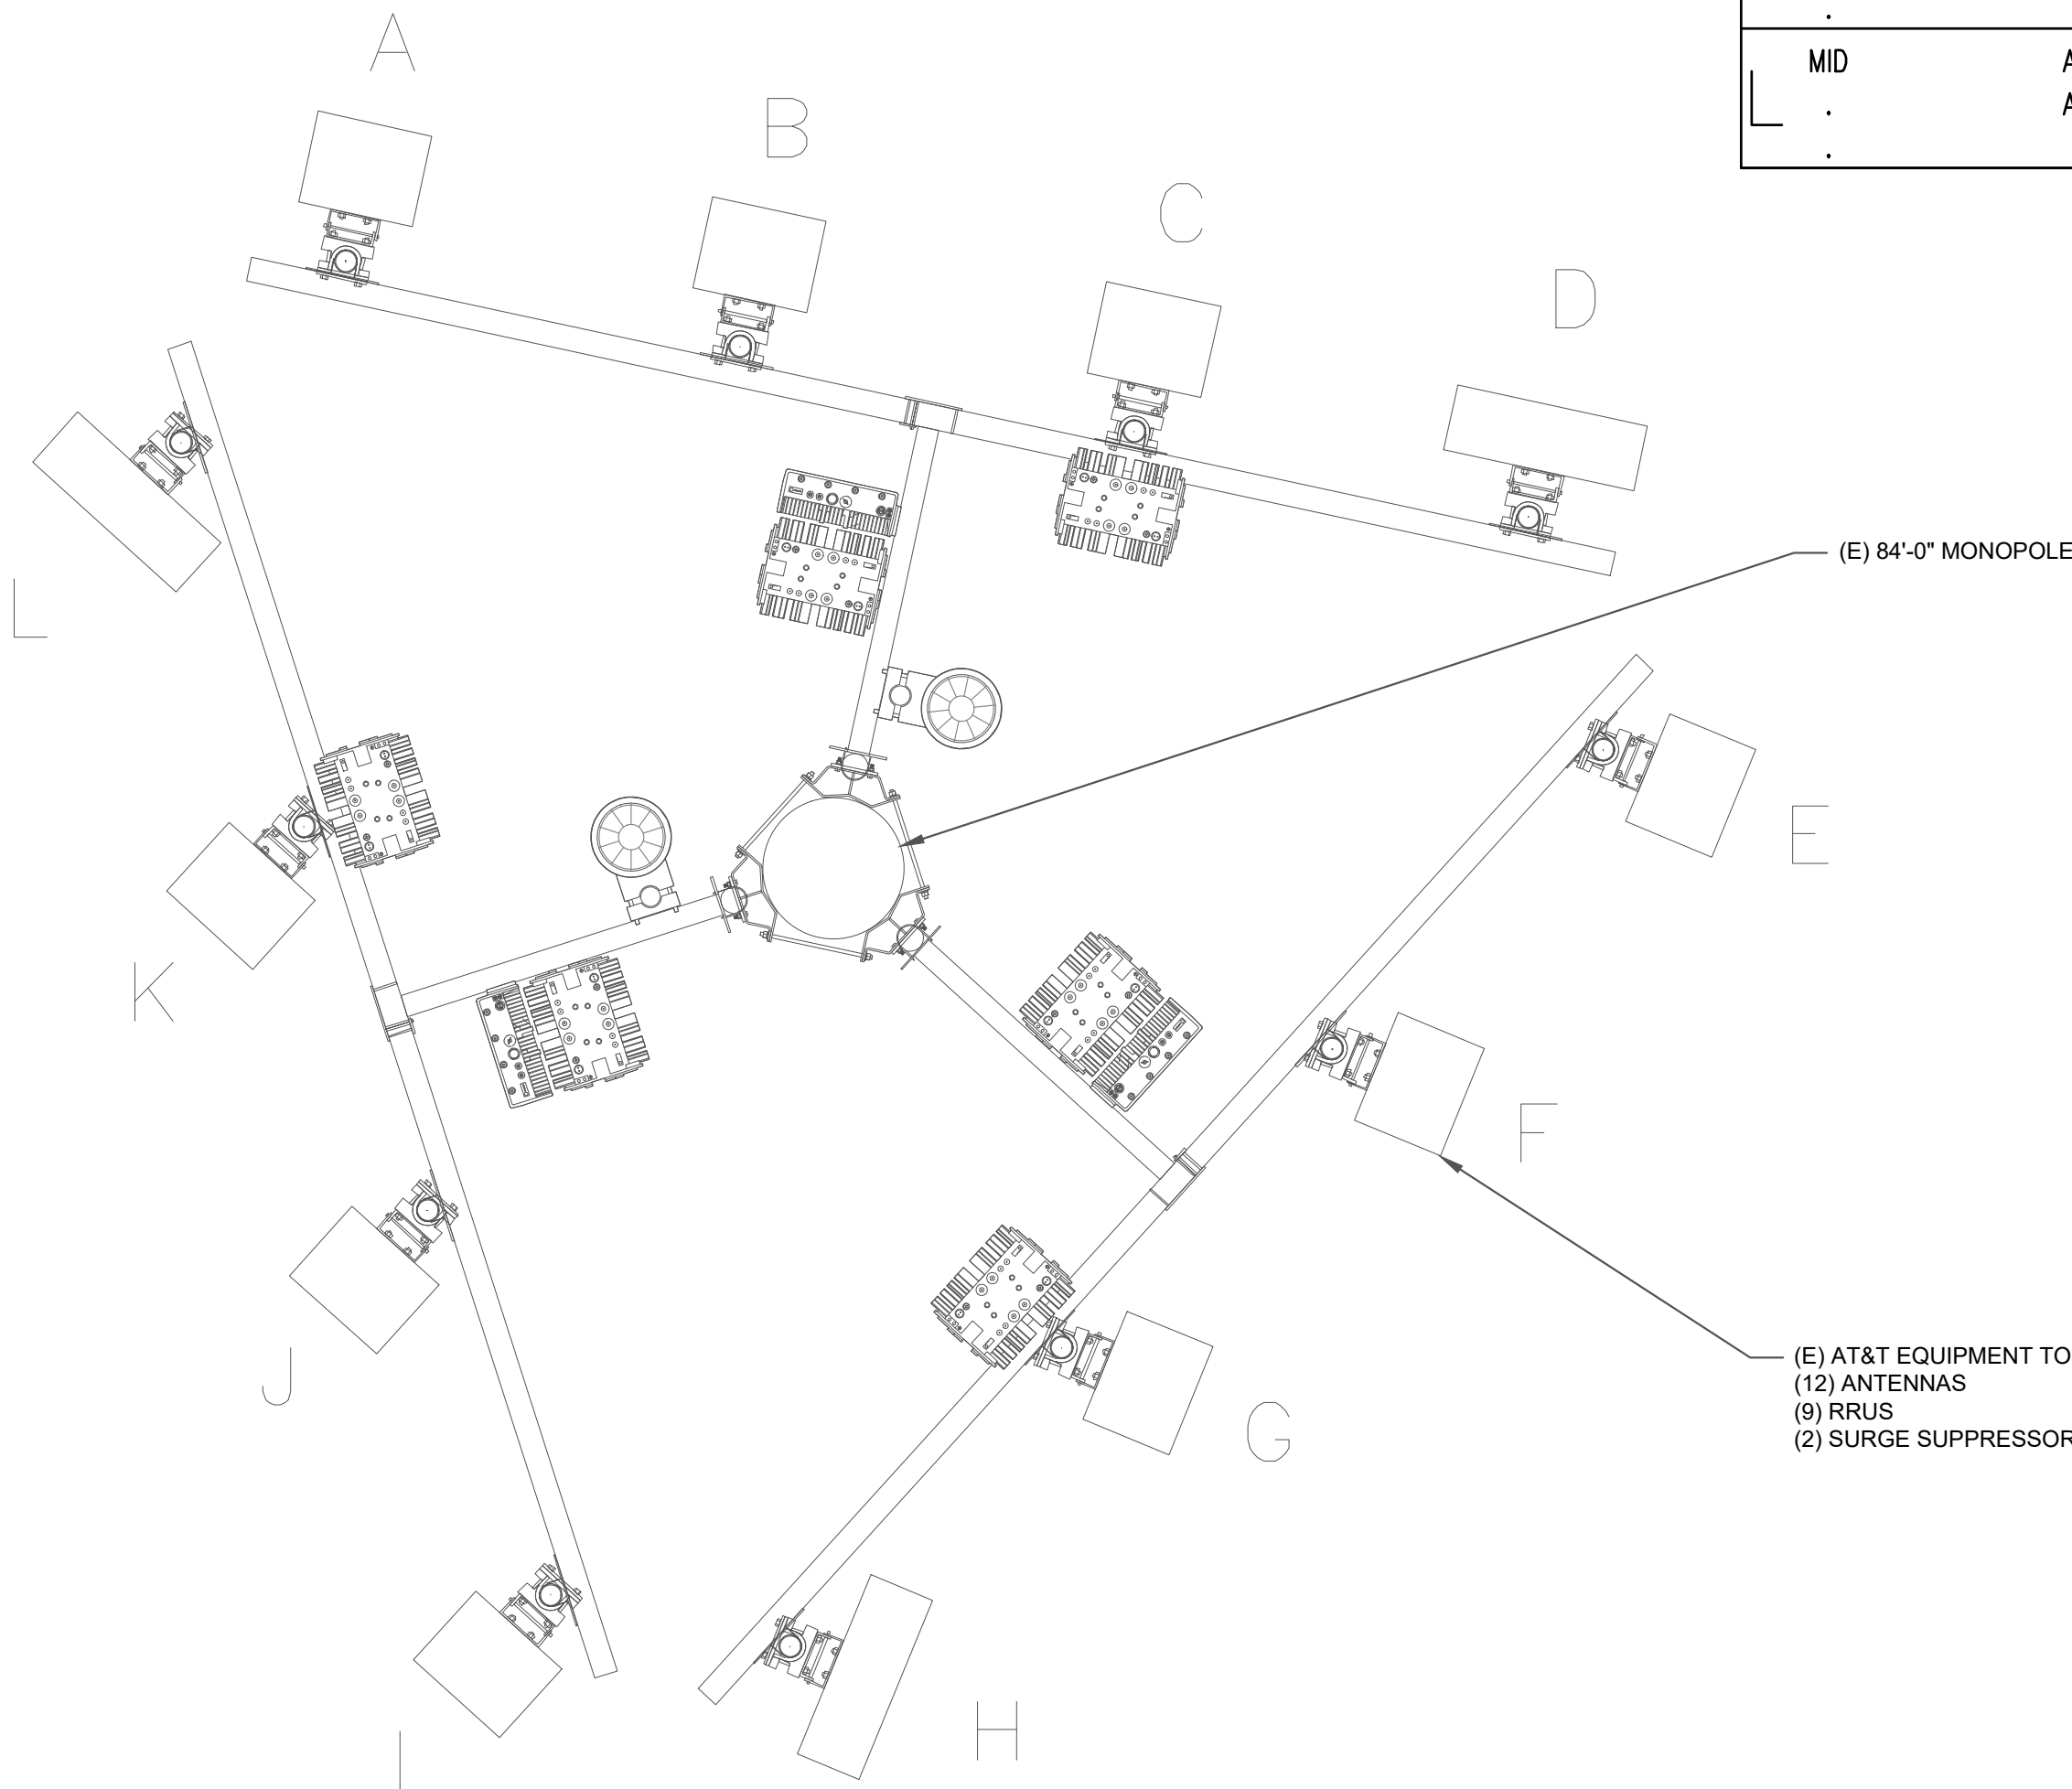 A
B
C
D
MID A
. A
.
.
(E) 84'-0" MONOPOLE
L
E
K
F
(E) AT&T EQUIPMENT TO
(12) ANTENNAS
(9) RRUS
(2) SURGE SUPPRESSOR
J
G
H
I